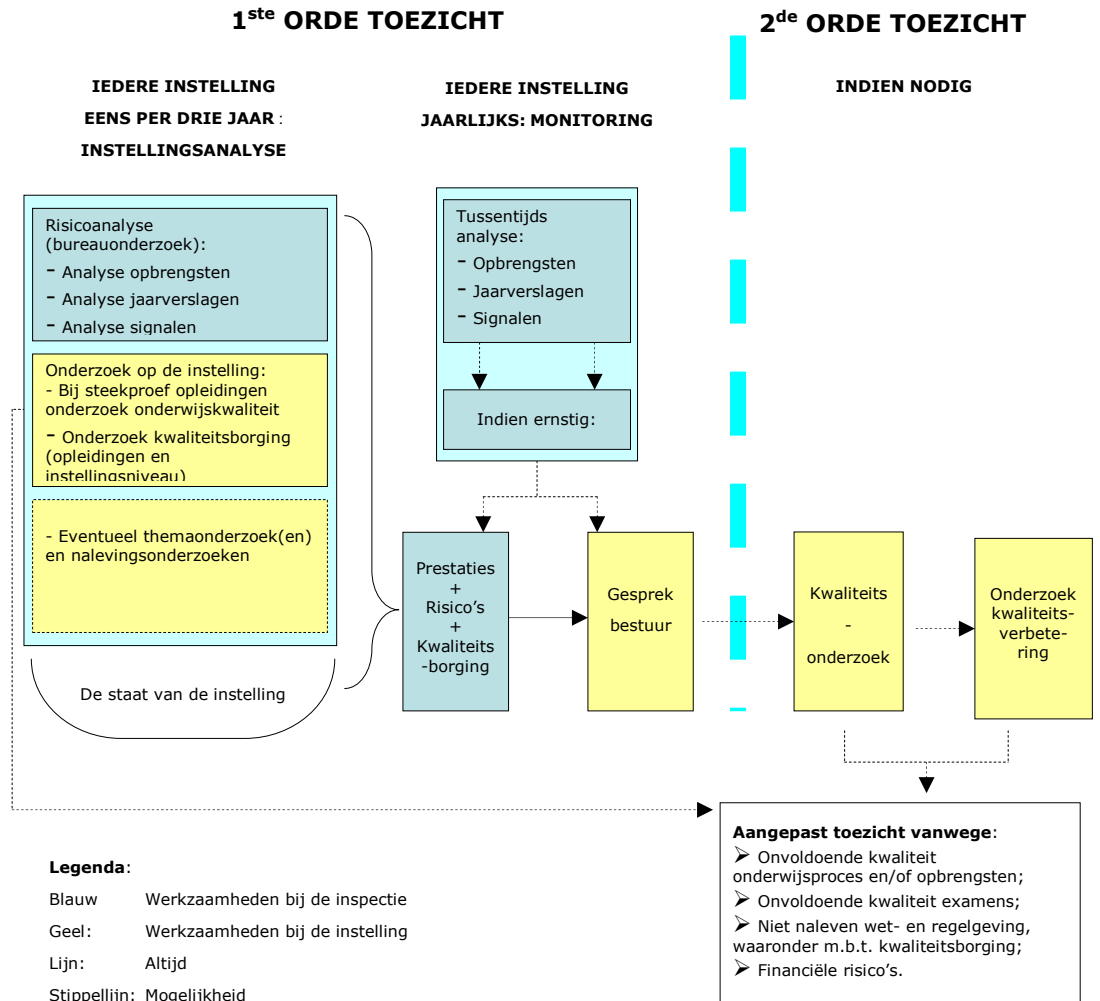 1ste ORDE TOEZICHT
2de ORDE TOEZICHT
IEDERE INSTELLING
EENS PER DRIE JAAR :
INSTELLINGSANALYSE
IEDERE INSTELLING
JAARLIJKS: MONITORING
INDIEN NODIG
Risicoanalyse
(bureauonderzoek):
- Analyse opbrengsten
- Analyse jaarverslagen
- Analyse signalen
Onderzoek op de instelling:
- Bij steekproef opleidingen
onderzoek onderwijskwaliteit
- Onderzoek kwaliteitsborging
(opleidingen en
instellingsniveau)
- Eventueel themaonderzoek(en)
en nalevingsonderzoeken
De staat van de instelling
Tussentijds
analyse:
- Opbrengsten
- Jaarverslagen
- Signalen
Indien ernstig:
Prestaties
+
Risico's
+
Kwaliteits
-borging
Gesprek
bestuur
Kwaliteits
-
onderzoek
Onderzoek
kwaliteits-
verbete-
ring
Aangepast toezicht vanwege:
➢ Onvoldoende kwaliteit
onderwijsproces en/of opbrengsten;
➢ Onvoldoende kwaliteit examens;
➢ Niet naleven wet- en regelgeving,
waaronder m.b.t. kwaliteitsborging;
➢ Financiële risico's.
Legenda:
Blauw Werkzaamheden bij de inspectie
Geel: Werkzaamheden bij de instelling
Lijn: Altijd
Stippellijn: Mogelijkheid